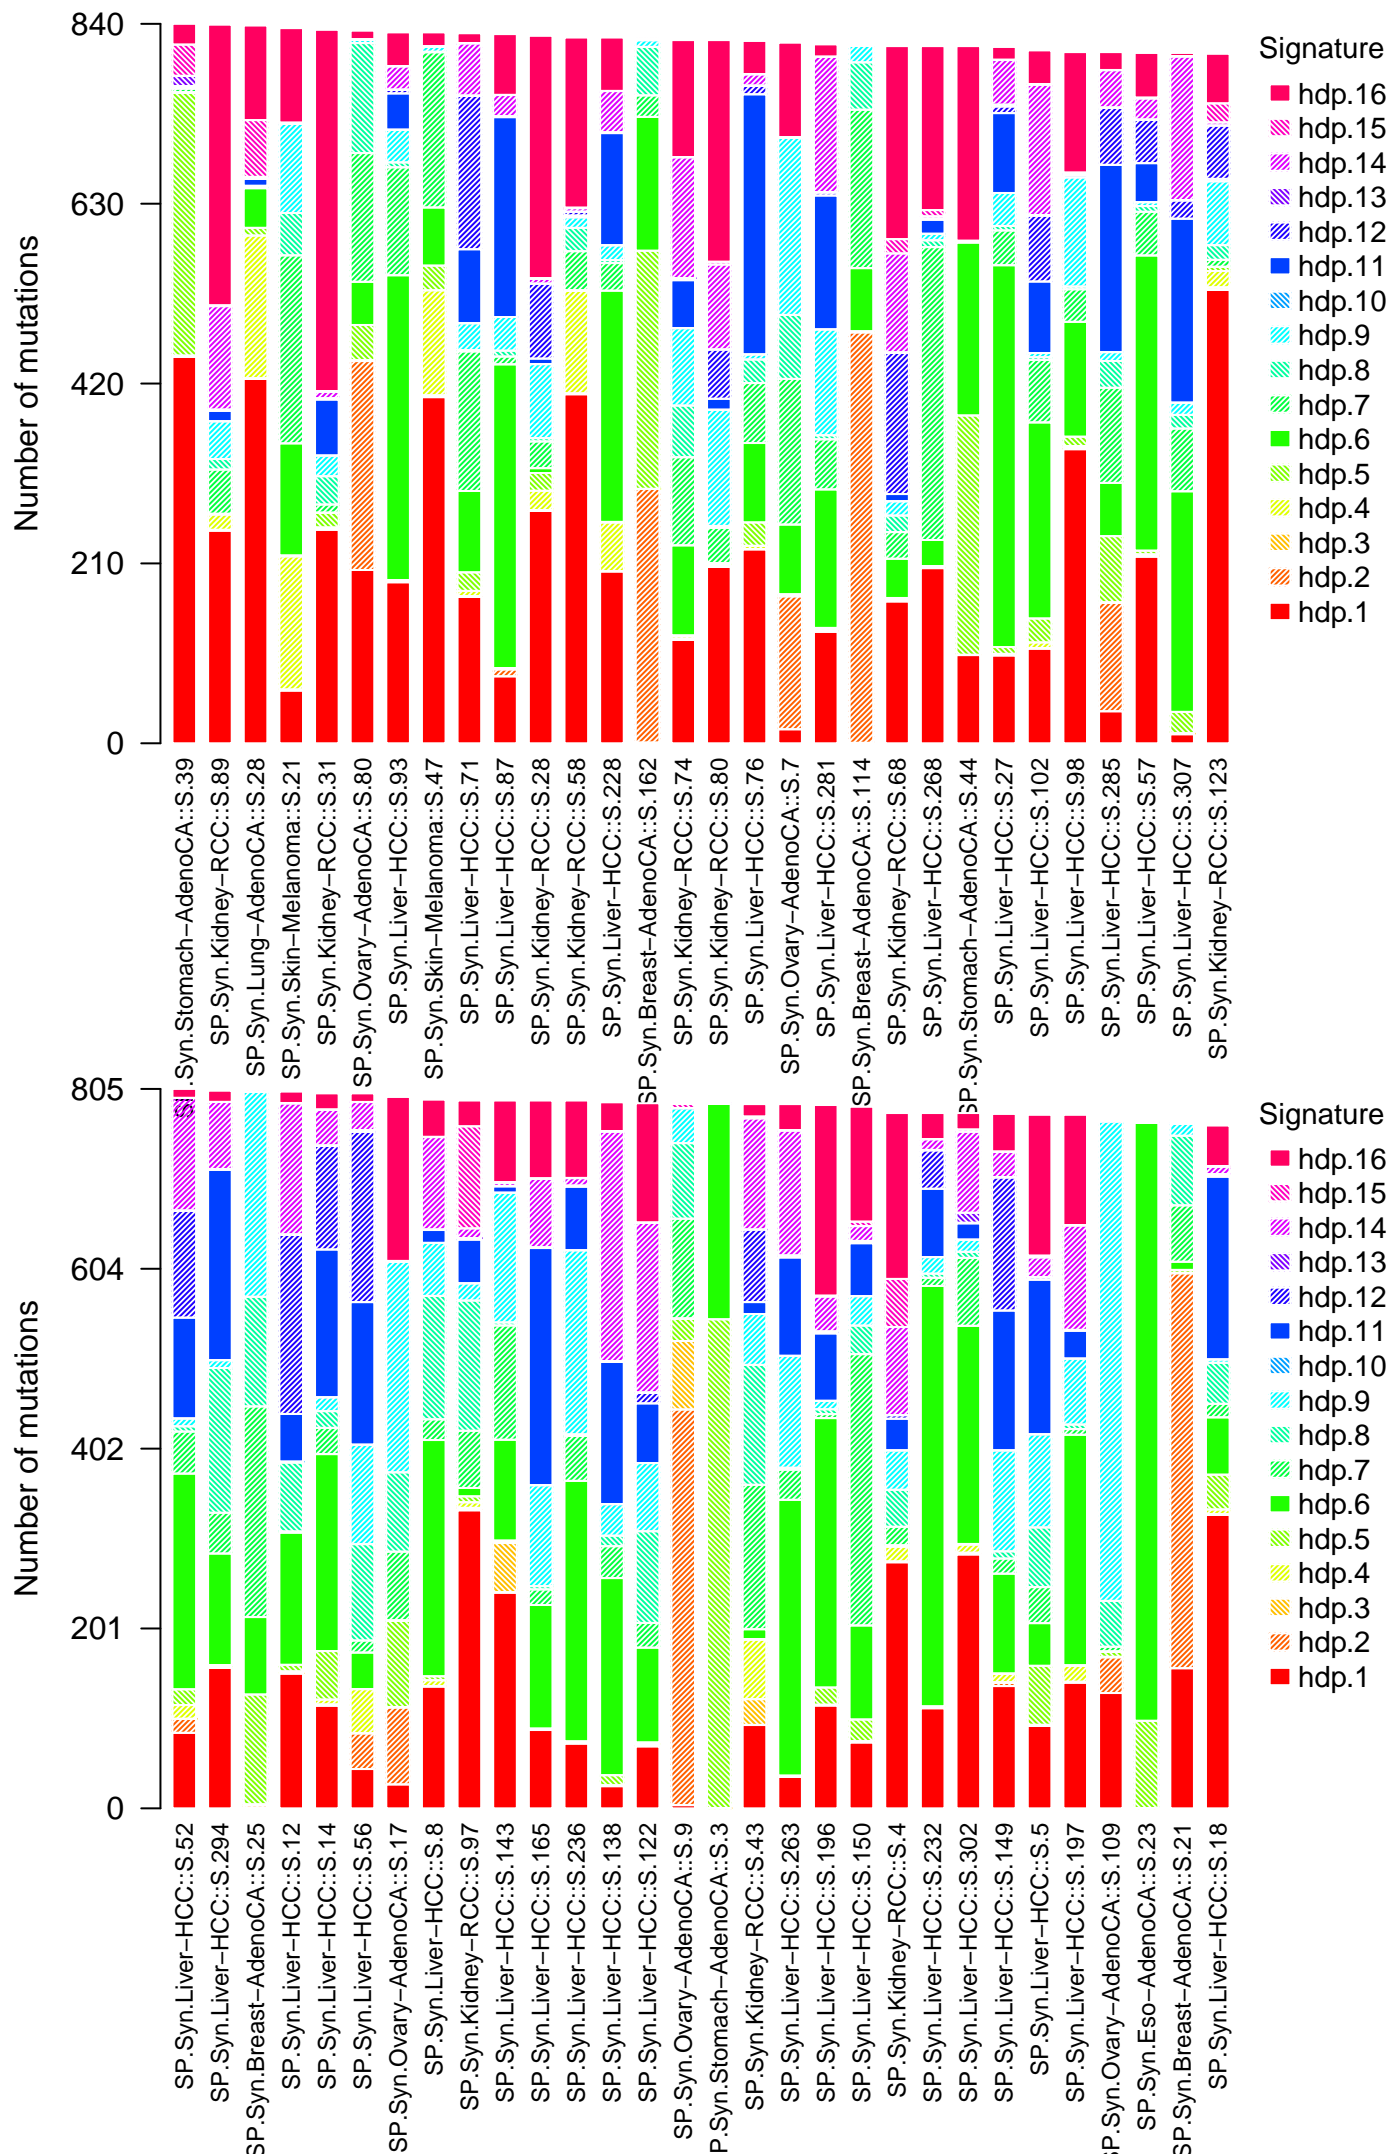 Number of mutations
840
630
420
210
0
Signature
hdp.16
hdp.15
hdp.14
hdp.13
hdp.12
hdp.11
hdp.10
hdp.9
hdp.8
hdp.7
hdp.6
hdp.5
hdp.4
hdp.3
hdp.2
hdp.1
SP.Syn.Stomach−AdenoCA::S.39
SP.Syn.Kidney−RCC::S.89
SP.Syn.Lung−AdenoCA::S.28
SP.Syn.Skin−Melanoma::S.21
SP.Syn.Kidney−RCC::S.31
SP.Syn.Ovary−AdenoCA::S.80
SP.Syn.Liver−HCC::S.93
SP.Syn.Skin−Melanoma::S.47
SP.Syn.Liver−HCC::S.71
SP.Syn.Liver−HCC::S.87
SP.Syn.Kidney−RCC::S.28
SP.Syn.Kidney−RCC::S.58
SP.Syn.Liver−HCC::S.228
SP.Syn.Breast−AdenoCA::S.162
SP.Syn.Kidney−RCC::S.74
SP.Syn.Kidney−RCC::S.80
SP.Syn.Liver−HCC::S.76
SP.Syn.Ovary−AdenoCA::S.7
SP.Syn.Liver−HCC::S.281
SP.Syn.Breast−AdenoCA::S.114
SP.Syn.Kidney−RCC::S.68
SP.Syn.Liver−HCC::S.268
SP.Syn.Stomach−AdenoCA::S.44
SP.Syn.Liver−HCC::S.27
SP.Syn.Liver−HCC::S.102
SP.Syn.Liver−HCC::S.98
SP.Syn.Liver−HCC::S.285
SP.Syn.Liver−HCC::S.57
SP.Syn.Liver−HCC::S.307
SP.Syn.Kidney−RCC::S.123
Number of mutations
805
604
402
201
0
Signature
hdp.16
hdp.15
hdp.14
hdp.13
hdp.12
hdp.11
hdp.10
hdp.9
hdp.8
hdp.7
hdp.6
hdp.5
hdp.4
hdp.3
hdp.2
hdp.1
SP.Syn.Liver−HCC::S.52
SP.Syn.Liver−HCC::S.294
SP.Syn.Breast−AdenoCA::S.25
SP.Syn.Liver−HCC::S.12
SP.Syn.Liver−HCC::S.14
SP.Syn.Liver−HCC::S.56
SP.Syn.Ovary−AdenoCA::S.17
SP.Syn.Liver−HCC::S.8
SP.Syn.Kidney−RCC::S.97
SP.Syn.Liver−HCC::S.143
SP.Syn.Liver−HCC::S.165
SP.Syn.Liver−HCC::S.236
SP.Syn.Liver−HCC::S.138
SP.Syn.Liver−HCC::S.122
SP.Syn.Ovary−AdenoCA::S.9
P.Syn.Stomach−AdenoCA::S.3
SP.Syn.Kidney−RCC::S.43
SP.Syn.Liver−HCC::S.263
SP.Syn.Liver−HCC::S.196
SP.Syn.Liver−HCC::S.150
SP.Syn.Kidney−RCC::S.4
SP.Syn.Liver−HCC::S.232
SP.Syn.Liver−HCC::S.302
SP.Syn.Liver−HCC::S.149
SP.Syn.Liver−HCC::S.5
SP.Syn.Liver−HCC::S.197
SP.Syn.Ovary−AdenoCA::S.109
SP.Syn.Eso−AdenoCA::S.23
SP.Syn.Breast−AdenoCA::S.21
SP.Syn.Liver−HCC::S.18